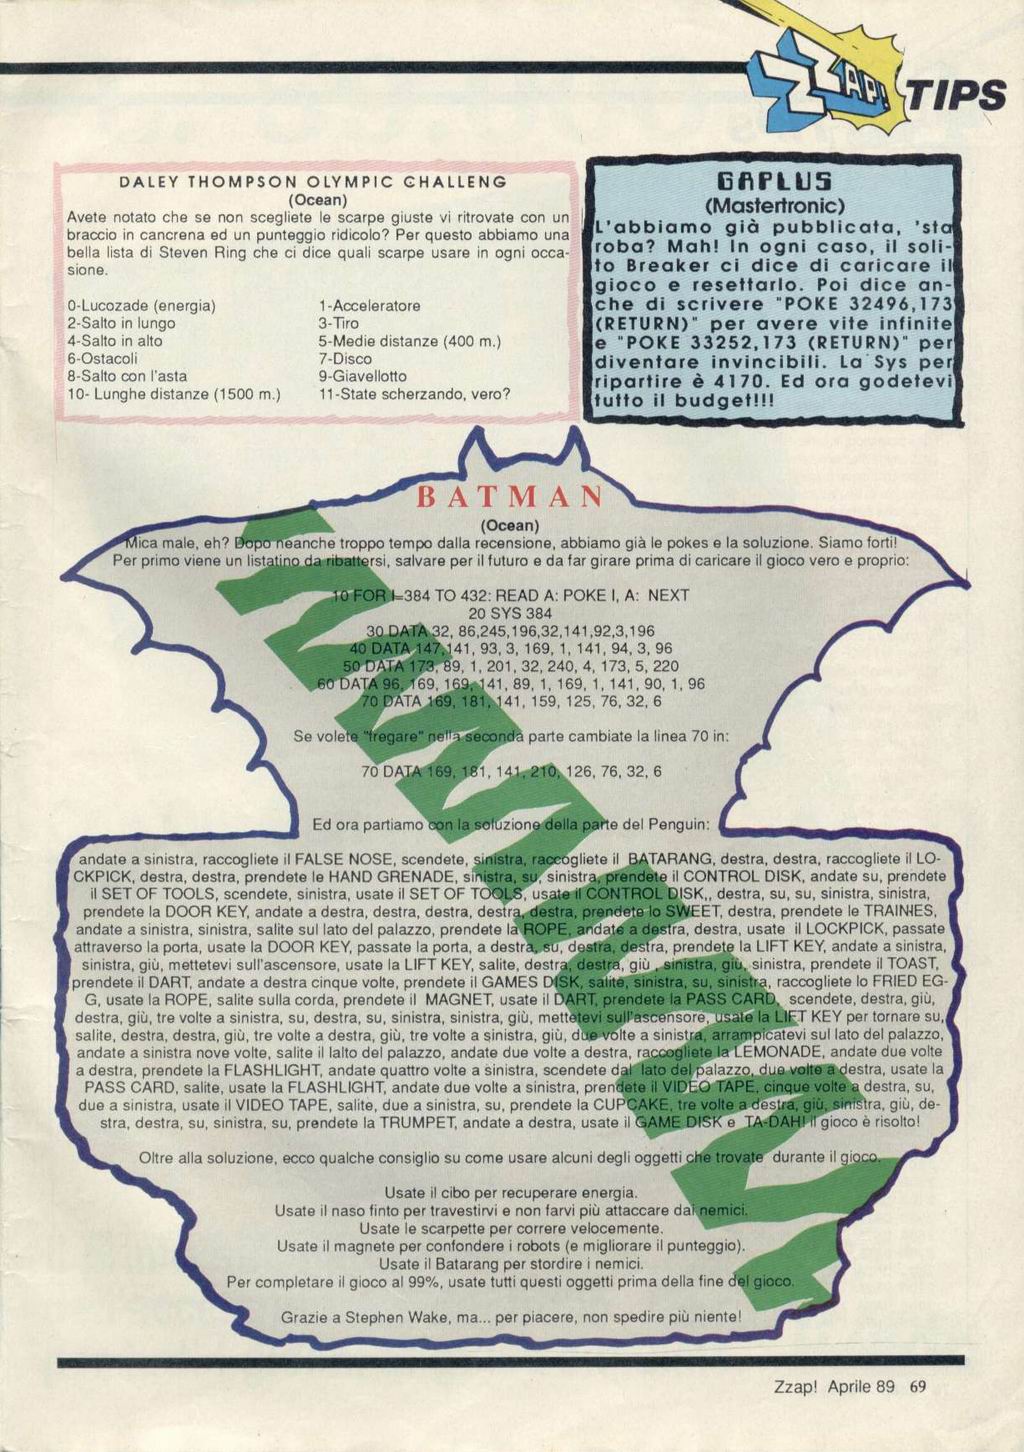 ZZAP! TIPS
DALEY THOMPSON OLYMPIC CHALLENG
(Ocean)
Avete notato che se non scegliete le scarpe giuste vi ritrovate con un
braccio in cancrena ed un punteggio ridicolo? Per questo abbiamo una
bella lista di Steven Ring che ci dice quali scarpe usare in ogni occa-
sione.
0-Lucozade (energia) 1-Acceleratore
2-Salto in lungo 3-Tiro
4-Salto in alto 5-Medie distanze (400 m.)
6-Ostacoli 7-Disco
8-Salto con l'asta 9-Giavellotto
10- Lunghe distanze (1500 m.) 11-State scherzando, vero?
GAPLUS
(Mastertronic)
L'abbiamo già pubblicata, 'sta
roba? Mah! In ogni caso, il soli-
to Breaker ci dice di caricare il
gioco e resettarlo. Poi dice an-
che di scrivere "POKE 32496,173
(RETURN)" per avere vite infinite
e "POKE 33252,173 (RETURN)" per
diventare invincibili. La Sys per
ripartire è 4170. Ed ora godetevi
tutto il budget!!!
BATMAN
(Ocean)
Mica male, eh? Dopo neanche troppo tempo dalla recensione, abbiamo già le pokes e la soluzione. Siamo forti!
Per primo viene un listatino da ribattersi, salvare per il futuro e da far girare prima di caricare il gioco vero e proprio:
10 FOR I=384 TO 432: READ A: POKE I, A: NEXT
20 SYS 384
30 DATA 32, 86,245,196,32,141,92,3,196
40 DATA 147,141, 93, 3, 169, 1, 141, 94, 3, 96
50 DATA 173, 89, 1, 201, 32, 240, 4, 173, 5, 220
60 DATA 96, 169, 169, 141, 89, 1, 169, 1, 141, 90, 1, 96
70 DATA 169, 181, 141, 159, 125, 76, 32, 6
Se volete "fregare" nella seconda parte cambiate la linea 70 in:
70 DATA 169, 181, 141, 210, 126, 76, 32, 6
Ed ora partiamo con la soluzione della parte del Penguin:
andate a sinistra, raccogliete il FALSE NOSE, scendete, sinistra, raccogliete il BATARANG, destra, destra, raccogliete il LO-
CKPICK, destra, destra, prendete le HAND GRENADE, sinistra, su, sinistra, prendete il CONTROL DISK, andate su, prendete
il SET OF TOOLS, scendete, sinistra, usate il SET OF TOOLS, usate il CONTROL DISK,, destra, su, su, sinistra, sinistra,
prendete la DOOR KEY, andate a destra, destra, destra, destra, destra, prendete lo SWEET, destra, prendete le TRAINES,
andate a sinistra, sinistra, salite sul lato del palazzo, prendete la ROPE, andate a destra, destra, usate il LOCKPICK, passate
attraverso la porta, usate la DOOR KEY, passate la porta, a destra, su, destra, destra, prendete la LIFT KEY, andate a sinistra,
sinistra, giù, mettetevi sull'ascensore, usate la LIFT KEY, salite, destra, destra, giù , sinistra, giù, sinistra, prendete il TOAST,
prendete il DART, andate a destra cinque volte, prendete il GAMES DISK, salite, sinistra, su, sinistra, raccogliete lo FRIED EG-
G, usate la ROPE, salite sulla corda, prendete il MAGNET, usate il DART, prendete la PASS CARD, scendete, destra, giù,
destra, giù, tre volte a sinistra, su, destra, su, sinistra, sinistra, giù, mettetevi sull'ascensore, usate la LIFT KEY per tornare su,
salite, destra, destra, giù, tre volte a destra, giù, tre volte a sinistra, giù, due volte a sinistra, arrampicatevi sul lato del palazzo,
andate a sinistra nove volte, salite il lalto del palazzo, andate due volte a destra, raccogliete la LEMONADE, andate due volte
a destra, prendete la FLASHLIGHT, andate quattro volte a sinistra, scendete dal lato del palazzo, due volte a destra, usate la
PASS CARD, salite, usate la FLASHLIGHT, andate due volte a sinistra, prendete il VIDEO TAPE, cinque volte a destra, su,
due a sinistra, usate il VIDEO TAPE, salite, due a sinistra, su, prendete la CUPCAKE, tre volte a destra, giù, sinistra, giù, de-
stra, destra, su, sinistra, su, prendete la TRUMPET, andate a destra, usate il GAME DISK e TA-DAH! il gioco è risolto!
Oltre alla soluzione, ecco qualche consiglio su come usare alcuni degli oggetti che trovate durante il gioco.
Usate il cibo per recuperare energia.
Usate il naso finto per travestirvi e non farvi più attaccare dai nemici.
Usate le scarpette per correre velocemente.
Usate il magnete per confondere i robots (e migliorare il punteggio).
Usate il Batarang per stordire i nemici.
Per completare il gioco al 99%, usate tutti questi oggetti prima della fine del gioco.
Grazie a Stephen Wake, ma... per piacere, non spedire più niente!
Zzap! Aprile 89 69